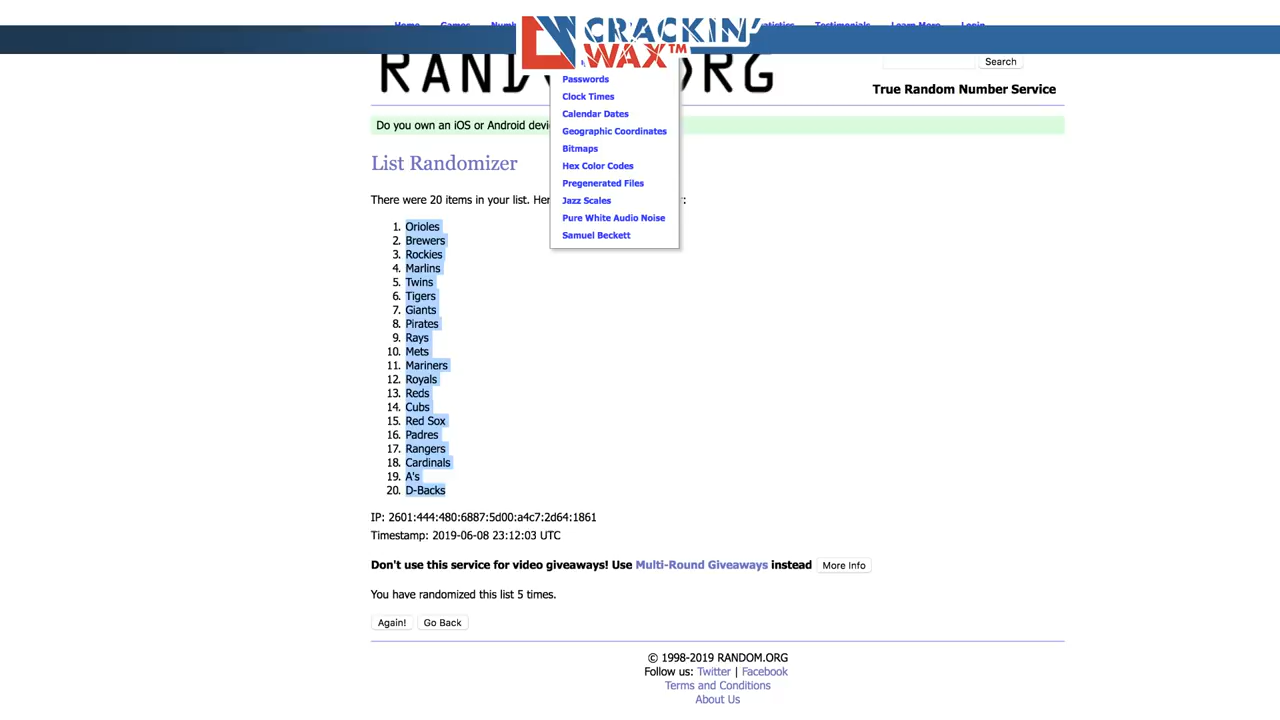 Home Games Statistics Testimonials Learn More Login
CRACKIN'
WAX™
Search
True Random Number Service
Passwords
Clock Times
Calendar Dates
Geographic Coordinates
Bitmaps
Hex Color Codes
Pregenerated Files
Jazz Scales
Pure White Audio Noise
Samuel Beckett
Do you own an iOS or Android
List Randomizer
There were 20 items in your list.
1. Orioles
2. Brewers
3. Rockies
4. Marlins
5. Twins
6. Tigers
7. Giants
8. Pirates
9. Rays
10. Mets
11. Mariners
12. Royals
13. Reds
14. Cubs
15. Red Sox
16. Padres
17. Rangers
18. Cardinals
19. A's
20. D-Backs
IP: 2601:444:480:6887:5d00:a4c7:2d64:1861
Timestamp: 2019-06-08 23:12:03 UTC
Don't use this service for video giveaways! Use Multi-Round Giveaways instead More Info
You have randomized this list 5 times.
Again! Go Back
© 1998-2019 RANDOM.ORG
Follow us: Twitter | Facebook
Terms and Conditions
About Us